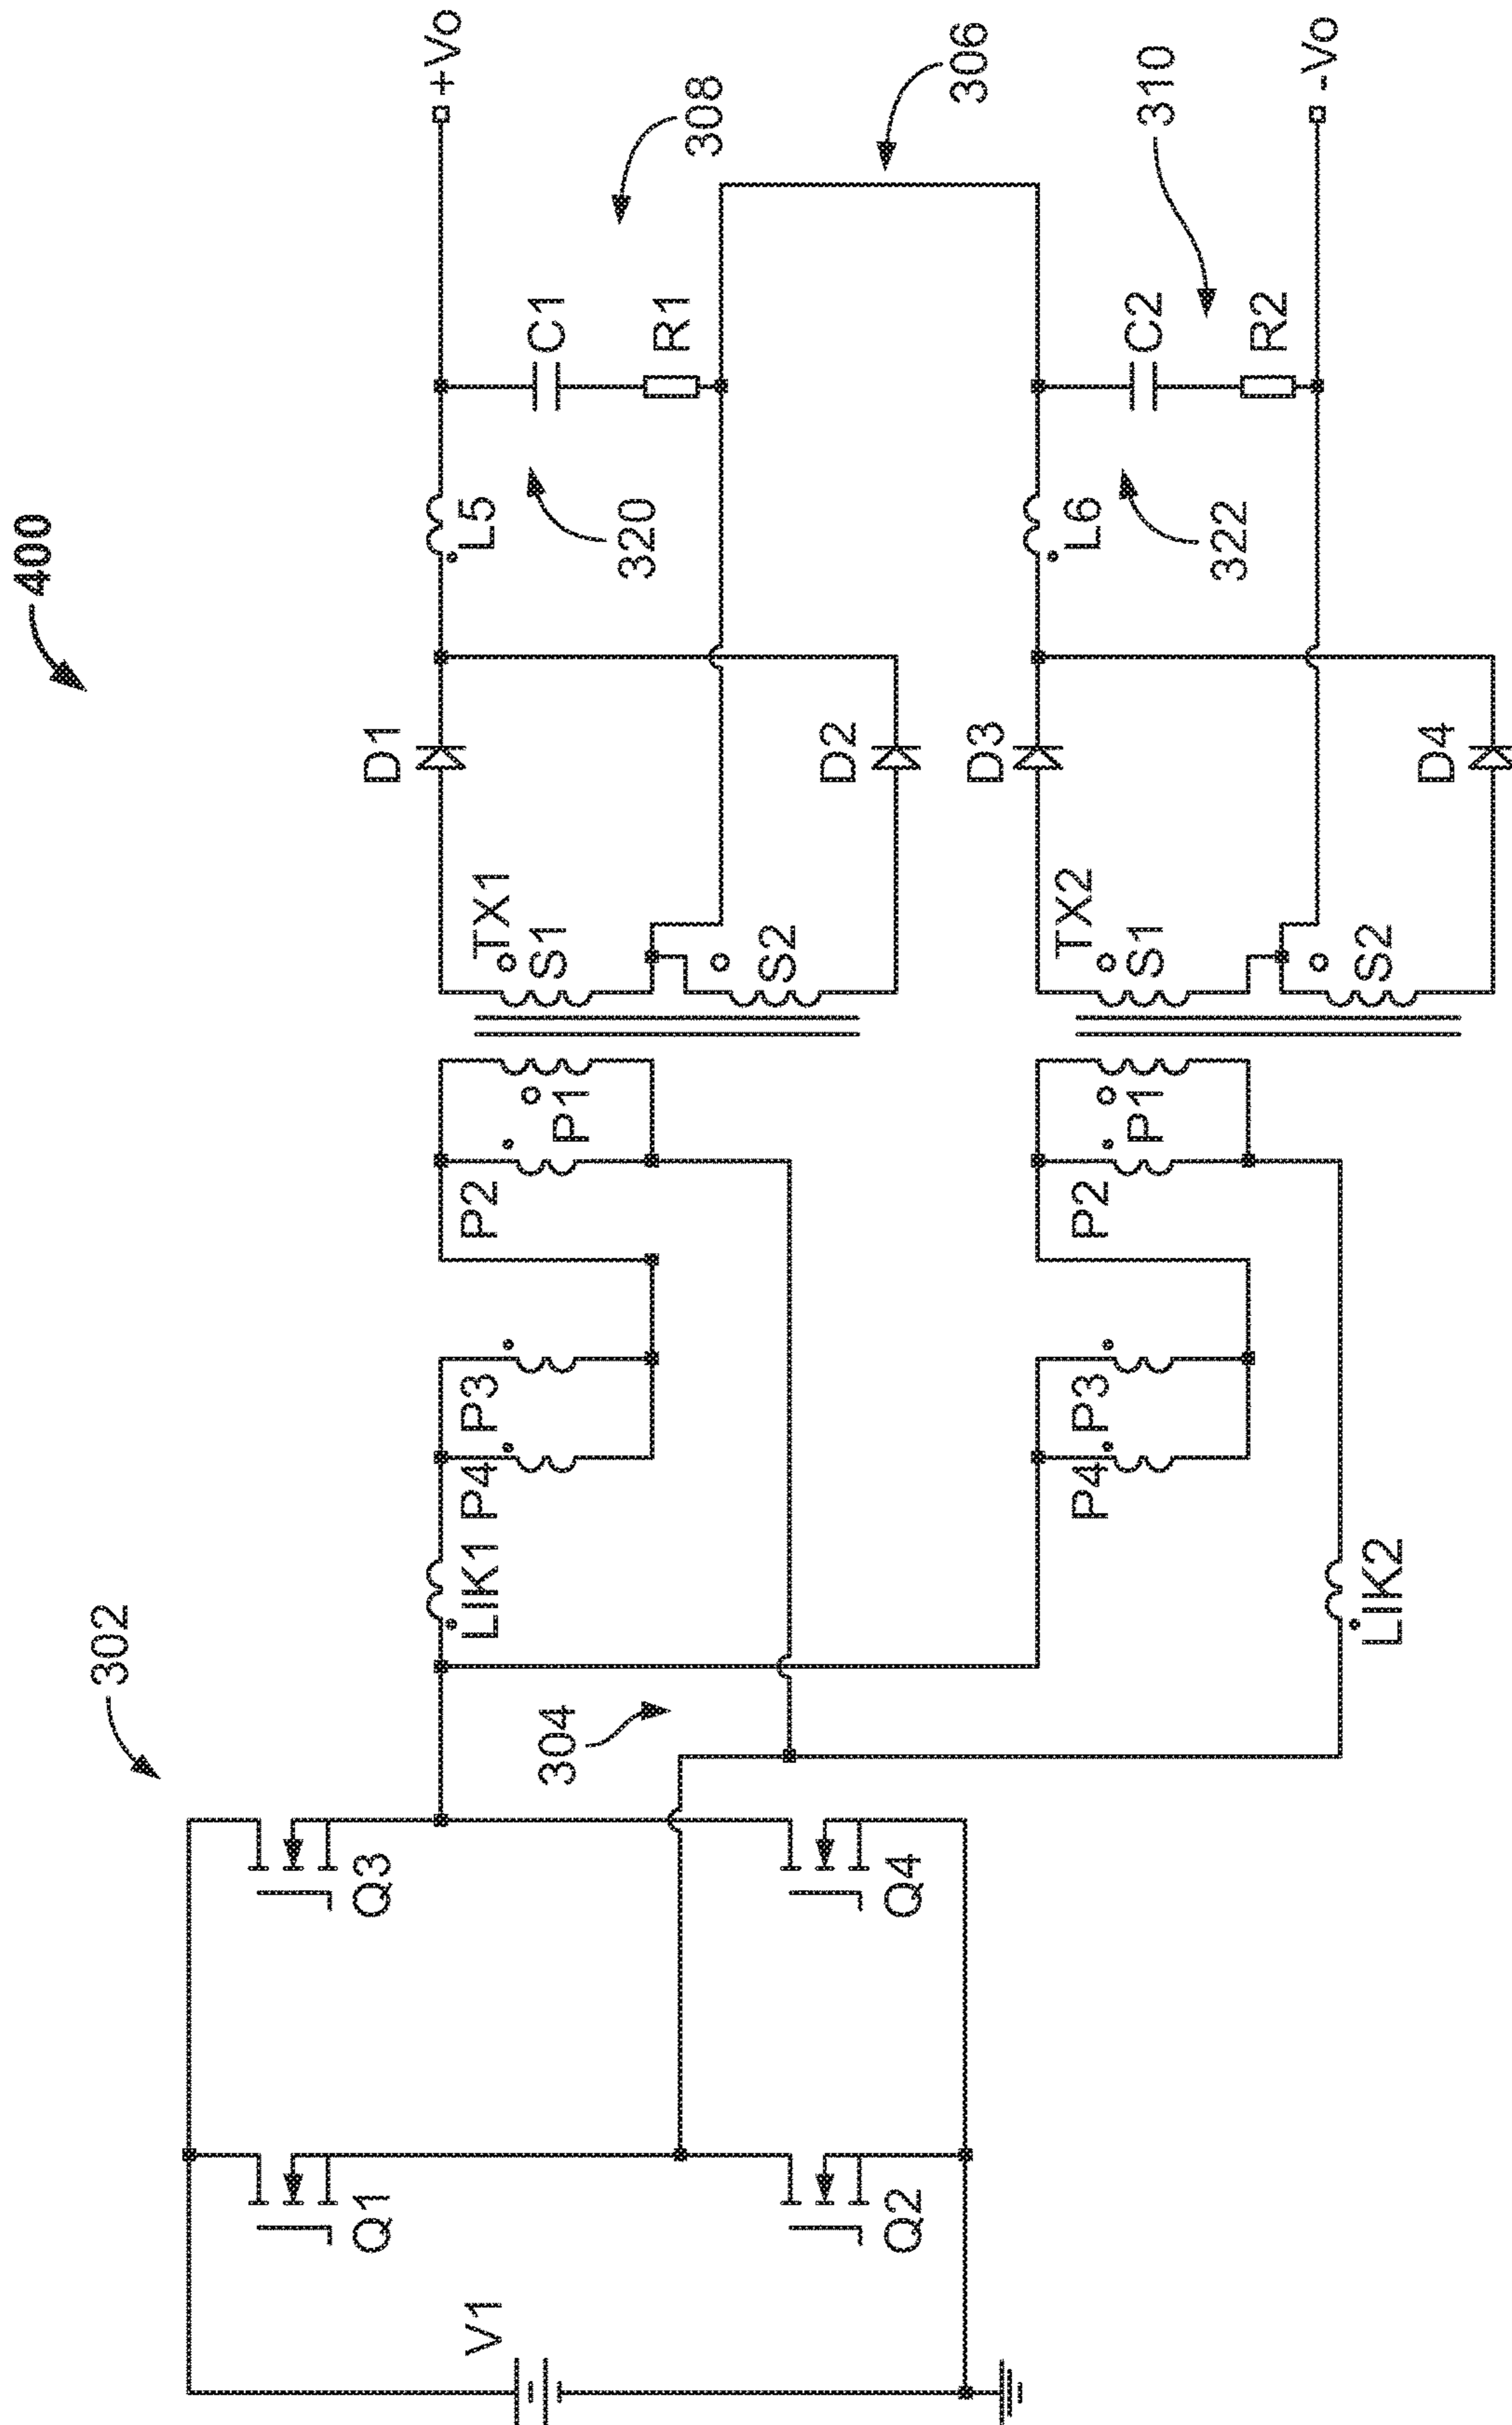 400
302
V1
Q1
Q2
Q3
Q4
304
LIK1
LIK2
P4
P3
P2
P1
P4
P3
P2
P1
TX1
S1
S2
TX2
S1
S2
D1
D2
D3
D4
L5
320
L6
322
C1
R1
C2
R2
308
306
310
+Vo
-Vo